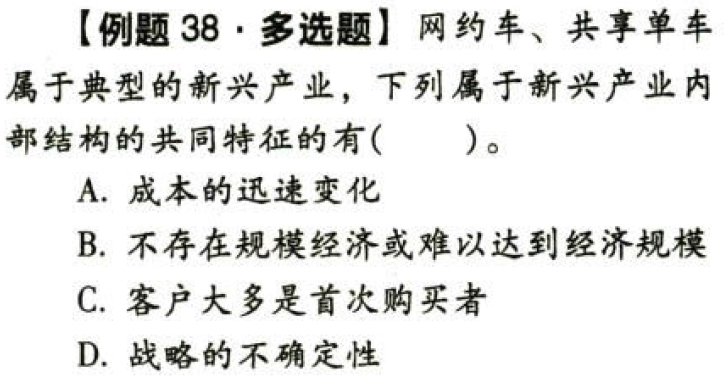 【例题 38·多选题】 网约车、共享单车
属于典型的新兴产业，下列属于新兴产业内
部结构的共同特征的有(　　)。
A. 成本的迅速变化
B. 不存在规模经济或难以达到经济规模
C. 客户大多是首次购买者
D. 战略的不确定性